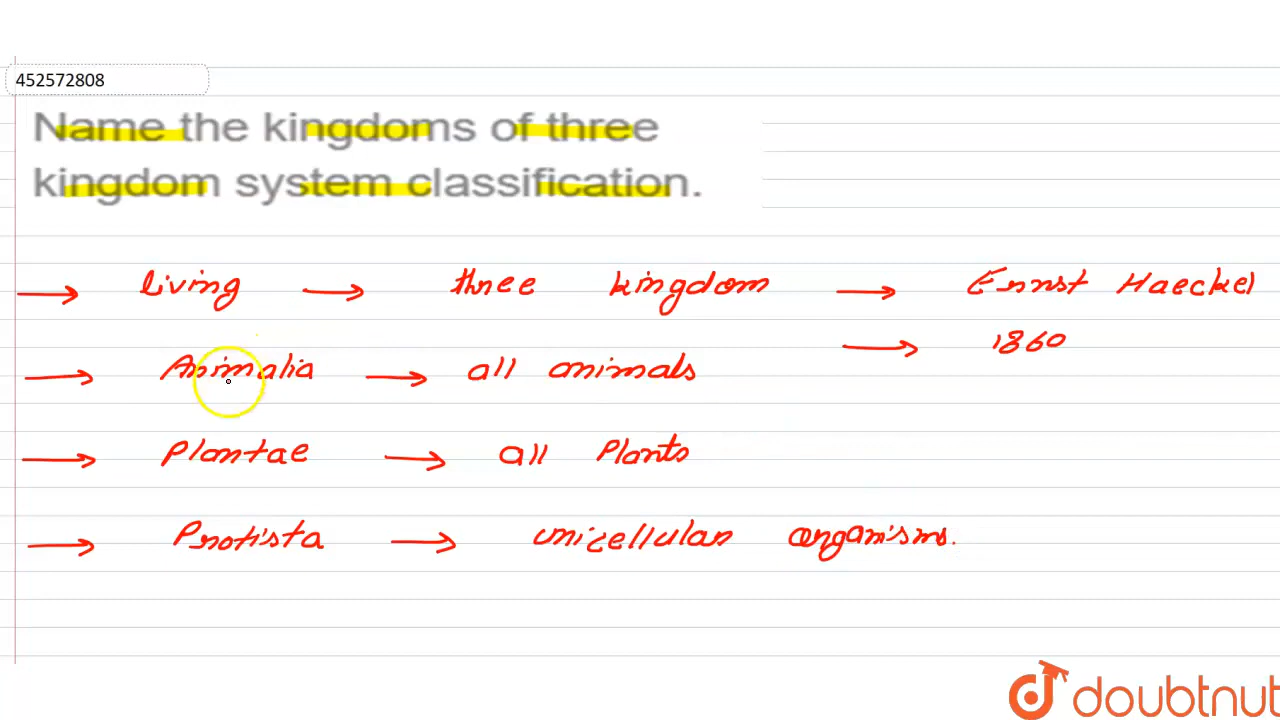 452572808
Name the kingdoms of three
kingdom system classification.
→ living → three kingdom → Ernst Haeckel
→ 1860
→ Animalia → all animals
→ Plantae → all Plants
→ Protista → unicellular organisms.
doubtnut